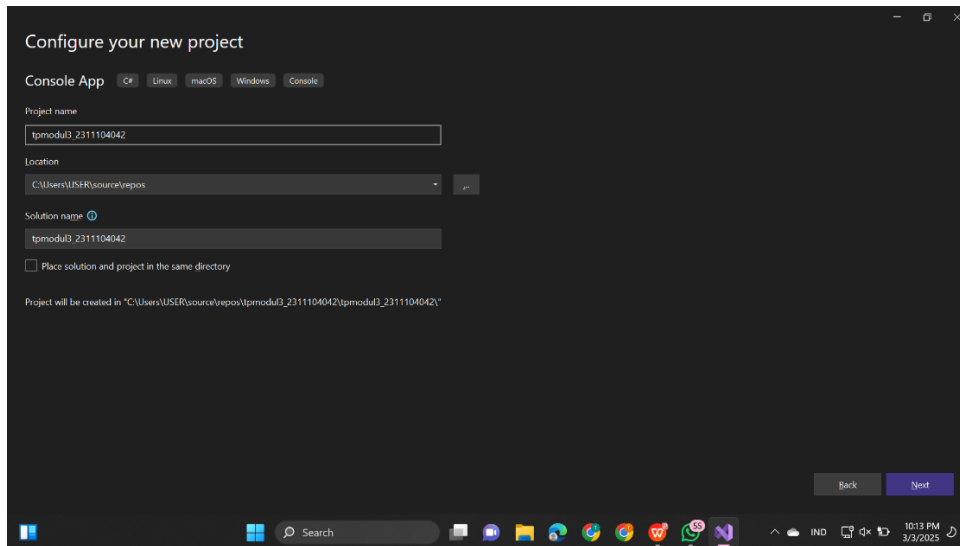 Configure your new project
Console App C# Linux macOS Windows Console
Project name
tpmodul3_2311104042
Location
C:\Users\USER\source\repos
...
Solution name
tpmodul3_2311104042
Place solution and project in the same directory
Project will be created in "C:\Users\USER\source\repos\tpmodul3_2311104042\tpmodul3_2311104042\"
Back Next
Search
55
IND
10:13 PM
3/3/2025